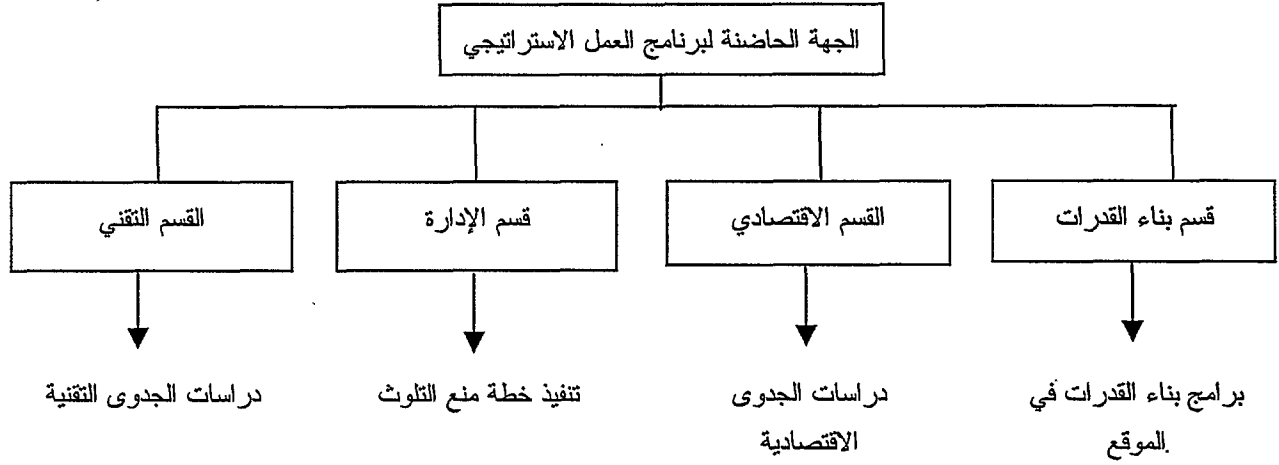 الجهة الحاضنة لبرنامج العمل الاستراتيجي
قسم بناء القدرات
القسم الاقتصادي
قسم الإدارة
القسم التقني
برامج بناء القدرات في
الموقع
دراسات الجدوى
الاقتصادية
تنفيذ خطة منع التلوث
دراسات الجدوى التقنية